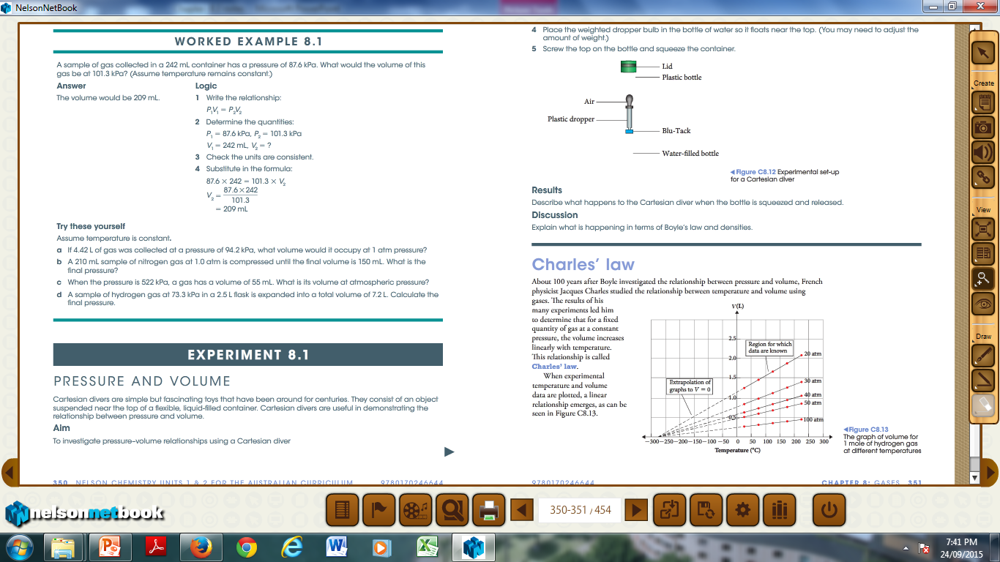 NelsonNetBook
WORKED EXAMPLE 8.1
A sample of gas collected in a 242 mL container has a pressure of 87.6 kPa. What would the volume of this
gas be at 101.3 kPa? (Assume temperature remains constant.)
Answer
The volume would be 209 mL.
Logic
1 Write the relationship:
P₁V₁ = P₂V₂
2 Determine the quantities:
P₁ = 87.6 kPa, P₂ = 101.3 kPa
V₁ = 242 mL, V₂ = ?
3 Check the units are consistent.
4 Substitute in the formula:
87.6 × 242 = 101.3 × V₂
V₂ = 87.6 × 242
101.3
= 209 mL
Try these yourself
Assume temperature is constant.
a If 4.42 L of gas was collected at a pressure of 94.2 kPa, what volume would it occupy at 1 atm pressure?
b A 210 mL sample of nitrogen gas at 1.0 atm is compressed until the final volume is 150 mL. What is the
final pressure?
c When the pressure is 522 kPa, a gas has a volume of 55 mL. What is its volume at atmospheric pressure?
d A sample of hydrogen gas at 73.3 kPa in a 2.5 L flask is expanded into a total volume of 7.2 L. Calculate the
final pressure.
EXPERIMENT 8.1
PRESSURE AND VOLUME
Cartesian divers are simple but fascinating toys that have been around for centuries. They consist of an object
suspended near the top of a flexible, liquid-filled container. Cartesian divers are useful in demonstrating the
relationship between pressure and volume.
Aim
To investigate pressure–volume relationships using a Cartesian diver
350 NELSON CHEMISTRY UNITS 1 & 2 FOR THE AUSTRALIAN CURRICULUM 9780170246644
4 Place the weighted dropper bulb in the bottle of water so it floats near the top. (You may need to adjust the
amount of weight.)
5 Screw the top on the bottle and squeeze the container.
Lid
Plastic bottle
Air
Plastic dropper
Blu-Tack
Water-filled bottle
◀Figure C8.12 Experimental set-up
for a Cartesian diver
Results
Describe what happens to the Cartesian diver when the bottle is squeezed and released.
Discussion
Explain what is happening in terms of Boyle's law and densities.
Charles' law
About 100 years after Boyle investigated the relationship between pressure and volume, French
physicist Jacques Charles studied the relationship between temperature and volume using
gases. The results of his
many experiments led him
to determine that for a fixed
quantity of gas at a constant
pressure, the volume increases
linearly with temperature.
This relationship is called
Charles' law.
When experimental
temperature and volume
data are plotted, a linear
relationship emerges, as can be
seen in Figure C8.13.
V(L)
2.5
2.0
1.5
1.0
0.5
Region for which
data are known
Extrapolation of
graphs to V = 0
20 atm
30 atm
40 atm
50 atm
100 atm
−300 −250 −200 −150 −100 −50 0 50 100 150 200 250 300
Temperature (°C)
◀Figure C8.13
The graph of volume for
1 mole of hydrogen gas
at different temperatures
9780170246644 CHAPTER 8: GASES 351
Create
View
Draw
nelsonnetbook
350-351 / 454
7:41 PM
24/09/2015